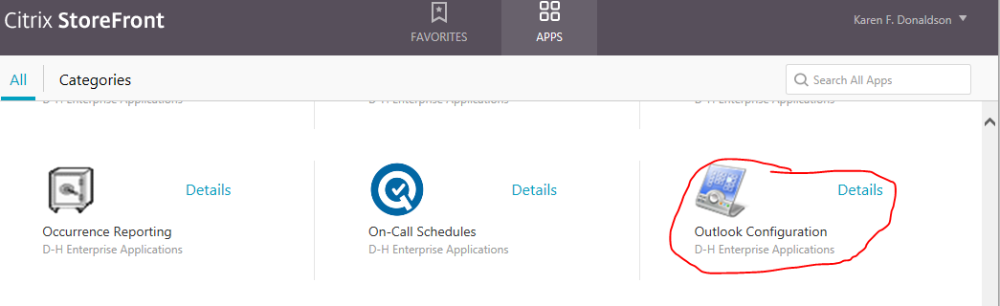 Citrix StoreFront
FAVORITES
APPS
Karen F. Donaldson
All
Categories
Search All Apps
D-H Enterprise Applications
D-H Enterprise Applications
D-H Enterprise Applications
Details
Details
Details
Occurrence Reporting
On-Call Schedules
Outlook Configuration
D-H Enterprise Applications
D-H Enterprise Applications
D-H Enterprise Applications